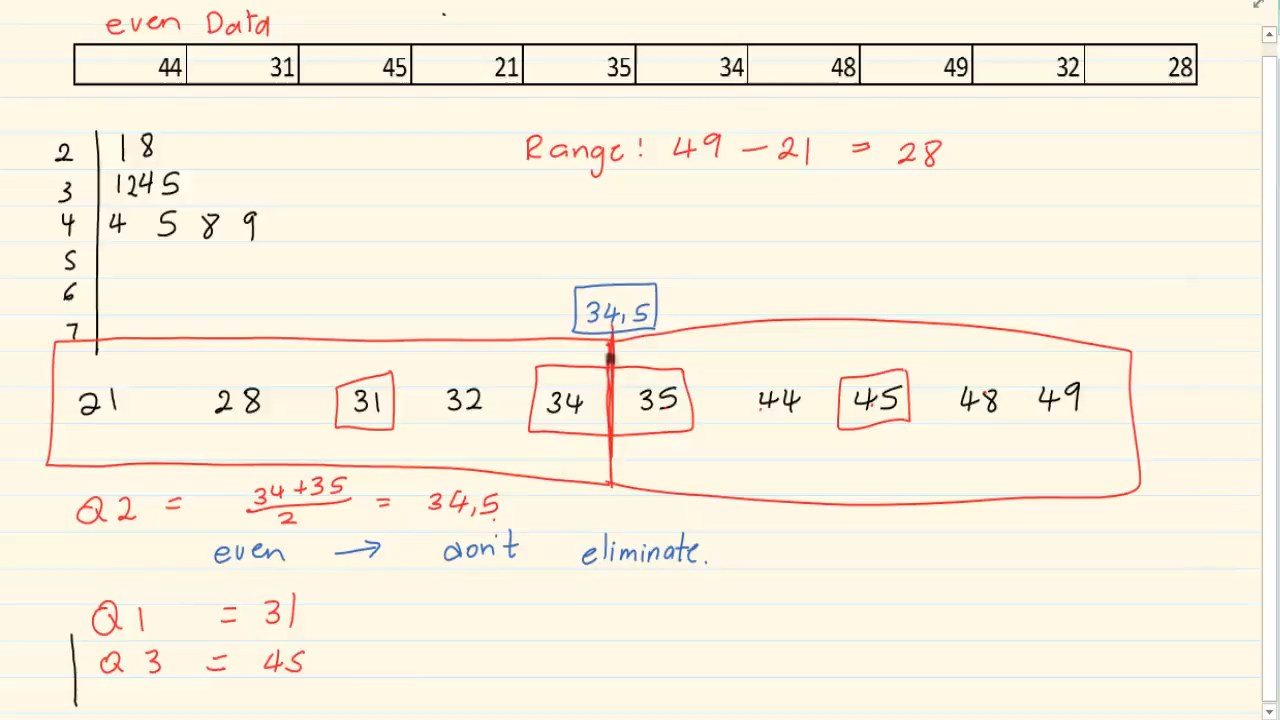 even Data
44 31 45 21 35 34 48 49 32 28
2 | 1 8
Range: 49 - 21 = 28
3 | 1 2 4 5
4 | 4 5 8 9
5
6
7
34,5
21 28 31 32 34 35 44 45 48 49
Q2 = 34+35/2 = 34,5
even → don't eliminate.
Q1 = 31
Q3 = 45